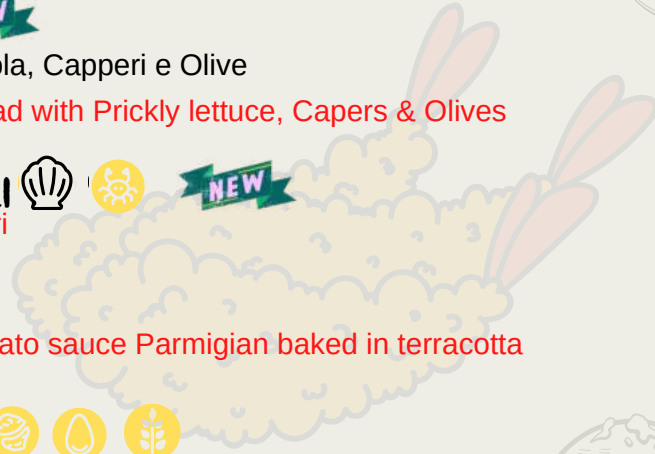 la, Capperi e Olive
ad with Prickly lettuce, Capers & Olives
NEW
i
ato sauce Parmigian baked in terracotta